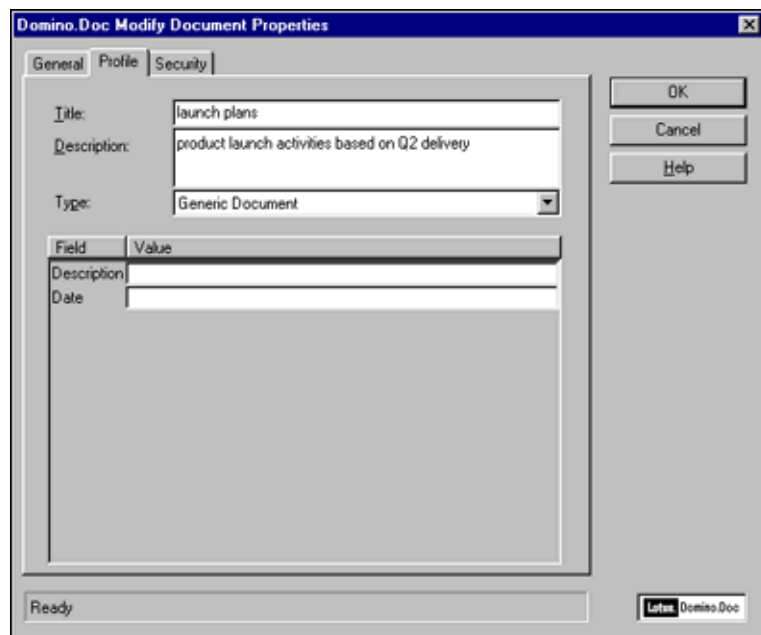 Domino.Doc Modify Document Properties
General Profile Security
OK
Title: launch plans
Cancel
Description: product launch activities based on Q2 delivery
Help
Type: Generic Document
Field Value
Description
Date
Ready
Lotus. Domino.Doc